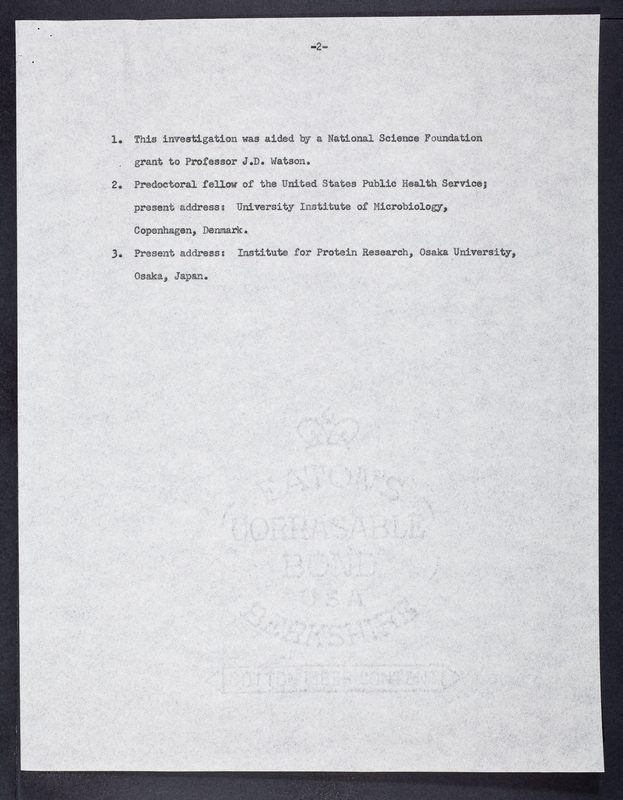 -2-
1. This investigation was aided by a National Science Foundation
grant to Professor J.D. Watson.
2. Predoctoral fellow of the United States Public Health Service;
present address: University Institute of Microbiology,
Copenhagen, Denmark.
3. Present address: Institute for Protein Research, Osaka University,
Osaka, Japan.
EATON'S
CORRASABLE
BOND
USA
BERKSHIRE